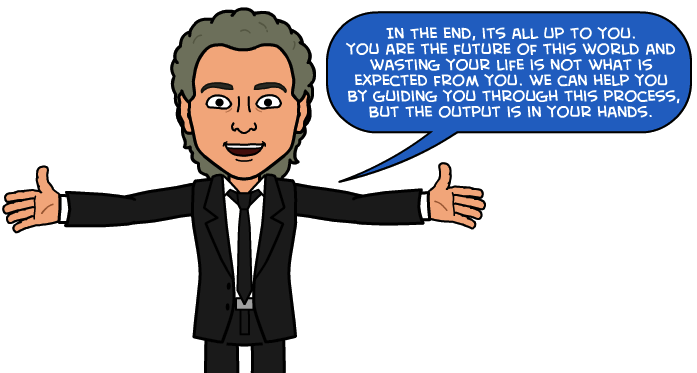 IN THE END, ITS ALL UP TO YOU.
YOU ARE THE FUTURE OF THIS WORLD AND
WASTING YOUR LIFE IS NOT WHAT IS
EXPECTED FROM YOU. WE CAN HELP YOU
BY GUIDING YOU THROUGH THIS PROCESS,
BUT THE OUTPUT IS IN YOUR HANDS.